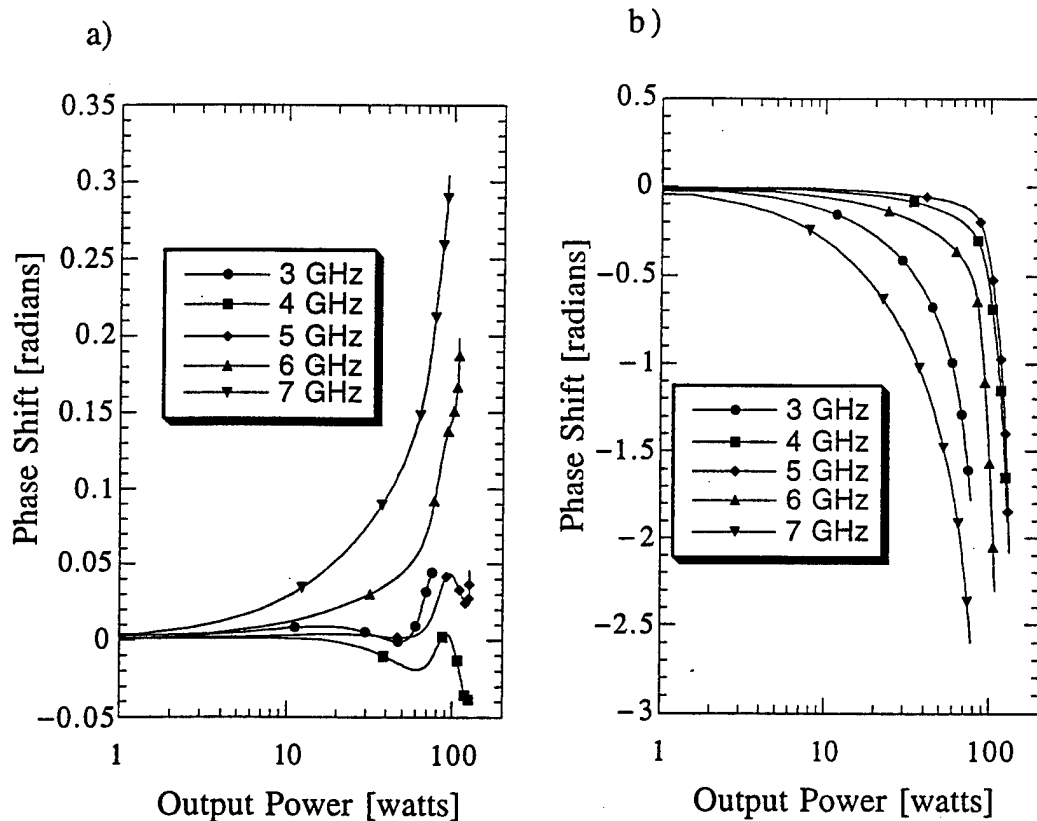 a)
0.35
0.3
0.25
0.2
0.15
0.1
0.05
0
−0.05
Phase Shift [radians]
3 GHz
4 GHz
5 GHz
6 GHz
7 GHz
1
10
100
Output Power [watts]
b)
0.5
0
−0.5
−1
−1.5
−2
−2.5
−3
Phase Shift [radians]
3 GHz
4 GHz
5 GHz
6 GHz
7 GHz
1
10
100
Output Power [watts]